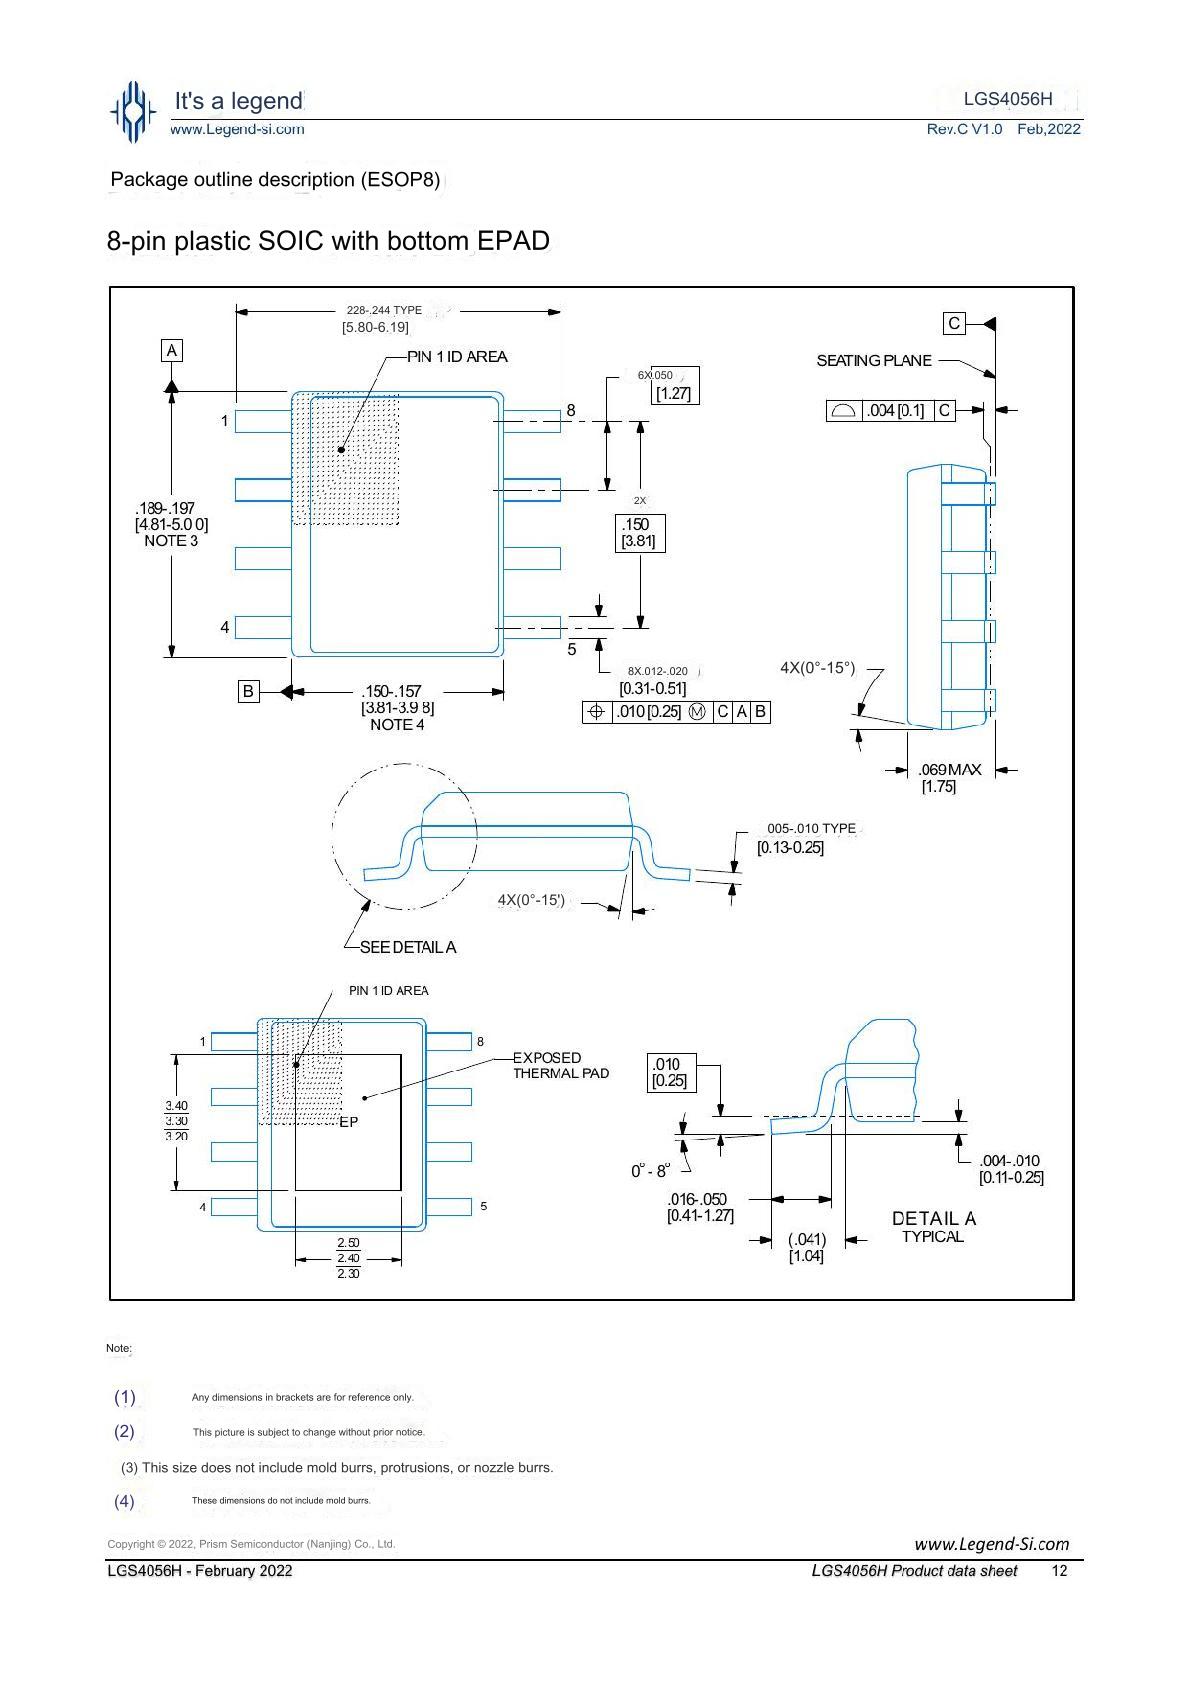 It's a legend
LGS4056H
www.Legend-si.com
Rev.C V1.0 Feb,2022
Package outline description (ESOP8)
8-pin plastic SOIC with bottom EPAD
228-.244 TYPE
[5.80-6.19]
C
A
PIN 1 ID AREA
SEATING PLANE
6X.050
[1.27]
.004 [0.1] C
1
8
2X
.150
[3.81]
.189-.197
[4.81-5.0 0]
NOTE 3
4
5
4X(0°-15°)
8X.012-.020
[0.31-0.51]
B
.150-.157
[3.81-3.9 8]
NOTE 4
.010 [0.25] Ⓜ C A B
.069 MAX
[1.75]
005-.010 TYPE
[0.13-0.25]
4X(0°-15')
SEE DETAIL A
PIN 1 ID AREA
1
8
EXPOSED
THERMAL PAD
.010
[0.25]
3.40
3.30
3.20
EP
0°- 8°
.004-.010
[0.11-0.25]
4
5
.016-.050
[0.41-1.27]
DETAIL A
TYPICAL
(.041)
[1.04]
2.50
2.40
2.30
Note:
(1) Any dimensions in brackets are for reference only.
(2) This picture is subject to change without prior notice.
(3) This size does not include mold burrs, protrusions, or nozzle burrs.
(4) These dimensions do not include mold burrs.
Copyright © 2022, Prism Semiconductor (Nanjing) Co., Ltd.
www.Legend-Si.com
LGS4056H - February 2022
LGS4056H Product data sheet 12